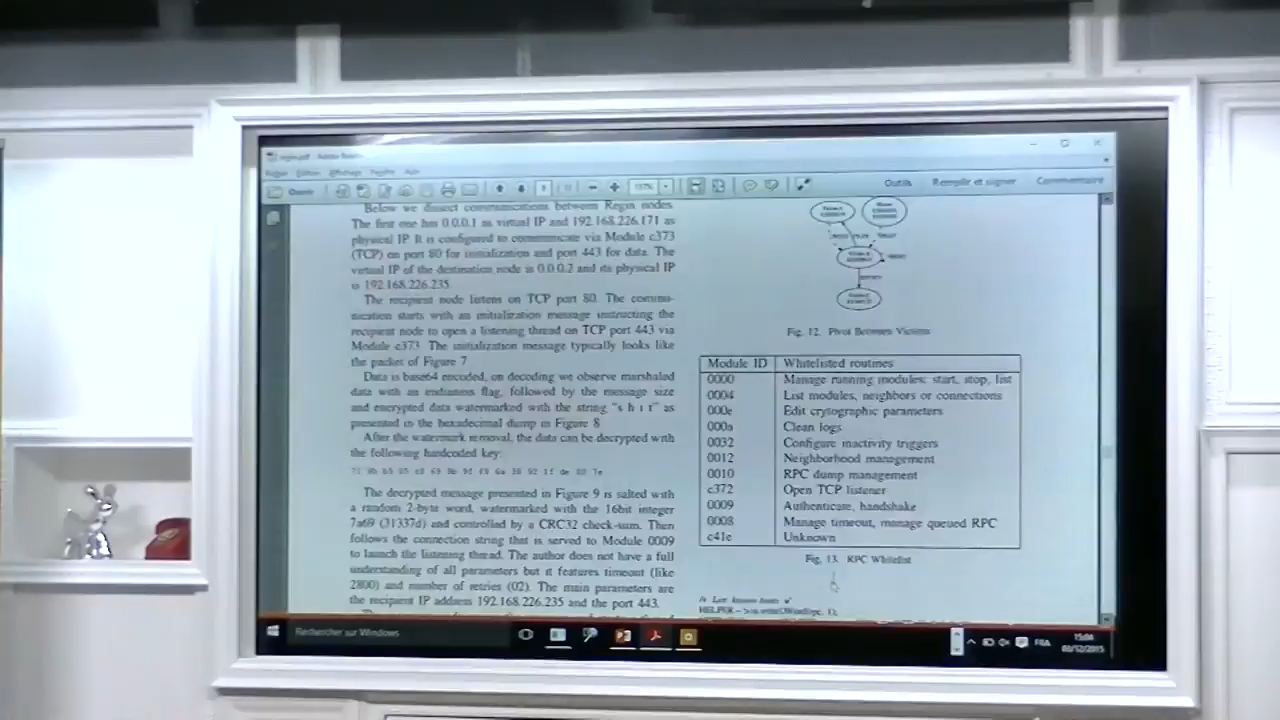 Outils Remplir et signer Commentaire
Below we dissect communications between Regin nodes.
The first one has 0.0.0.1 as virtual IP and 192.168.226.171 as
physical IP. It is configured to communicate via Module c373
(TCP) on port 80 for initialization and port 443 for data. The
virtual IP of the destination node is 0.0.0.2 and its physical IP
is 192.168.226.235.
The recipient node listens on TCP port 80. The commu-
nication starts with an initialization message instructing the
recipient node to open a listening thread on TCP port 443 via
Module c373. The initialization message typically looks like
the packet of Figure 7
Data is base64 encoded, on decoding we observe marshaled
data with an endianess flag, followed by the message size
and encrypted data watermarked with the string "s h i t" as
presented in the hexadecimal dump in Figure 8
After the watermark removal, the data can be decrypted with
the following hardcoded key:
The decrypted message presented in Figure 9 is salted with
a random 2-byte word, watermarked with the 16bit integer
7a69 (31337d) and controlled by a CRC32 check-sum. Then
follows the connection string that is served to Module 0009
to launch the listening thread. The author does not have a full
understanding of all parameters but it features timeout (like
2800) and number of retries (02). The main parameters are
the recipient IP address 192.168.226.235 and the port 443.
Fig. 12. Pivot Between Victims
Module ID Whitelisted routines
0000 Manage running modules: start, stop, list
0004 List modules, neighbors or connections
000e Edit crytographic parameters
000a Clean logs
0032 Configure inactivity triggers
0012 Neighborhood management
0010 RPC dump management
c372 Open TCP listener
0009 Authenticate, handshake
0008 Manage timeout, manage queued RPC
c41e Unknown
Fig. 13. RPC Whitelist
Rechercher sur Windows
FRA
15:04
02/12/2015